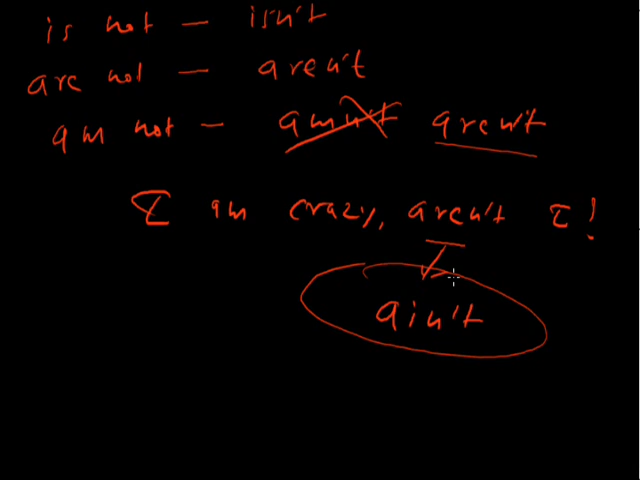 is not - isn't
are not - aren't
am not - amn't aren't
I am crazy, aren't I!
ain't